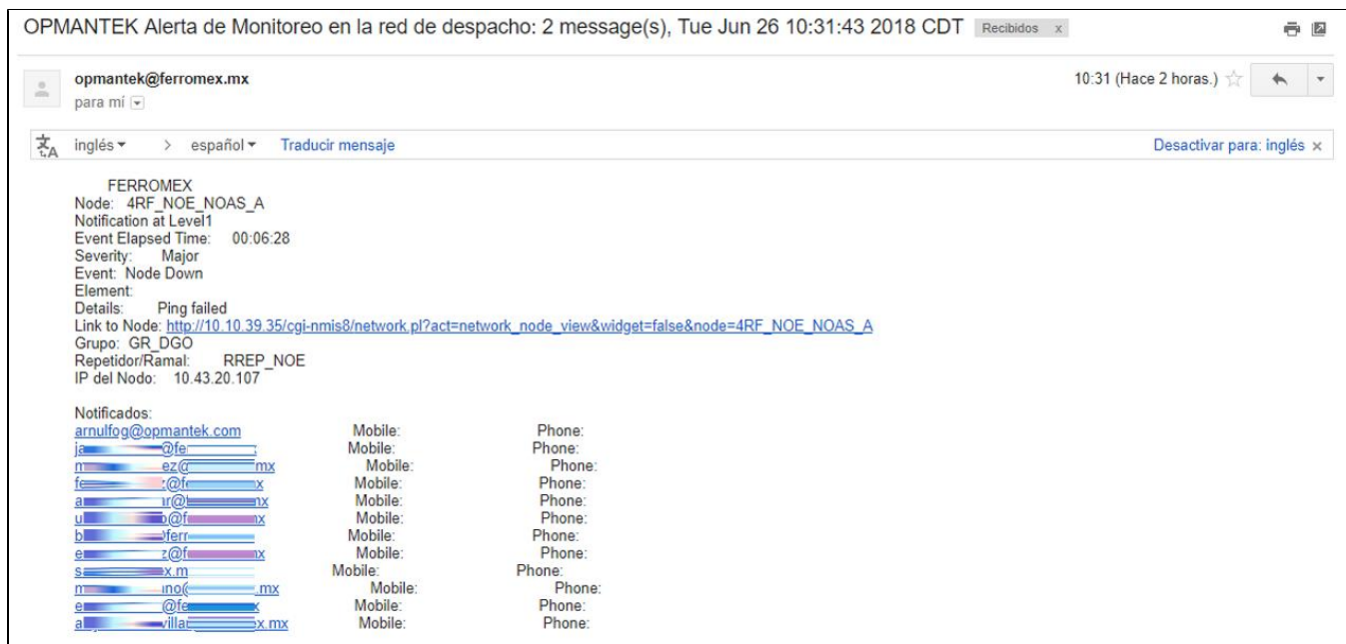 OPMANTEK Alerta de Monitoreo en la red de despacho: 2 message(s), Tue Jun 26 10:31:43 2018 CDT Recibidos x
opmantek@ferromex.mx 10:31 (Hace 2 horas.)
para mí
inglés > español Traducir mensaje Desactivar para: inglés x
FERROMEX
Node: 4RF_NOE_NOAS_A
Notification at Level1
Event Elapsed Time: 00:06:28
Severity: Major
Event: Node Down
Element:
Details: Ping failed
Link to Node: http://10.10.39.35/cgi-nmis8/network.pl?act=network_node_view&widget=false&node=4RF_NOE_NOAS_A
Grupo: GR_DGO
Repetidor/Ramal: RREP_NOE
IP del Nodo: 10.43.20.107
Notificados:
arnulfog@opmantek.com Mobile: Phone:
Mobile: Phone:
Mobile: Phone:
Mobile: Phone:
Mobile: Phone:
Mobile: Phone:
Mobile: Phone:
Mobile: Phone:
Mobile: Phone:
Mobile: Phone:
Mobile: Phone:
Mobile: Phone: